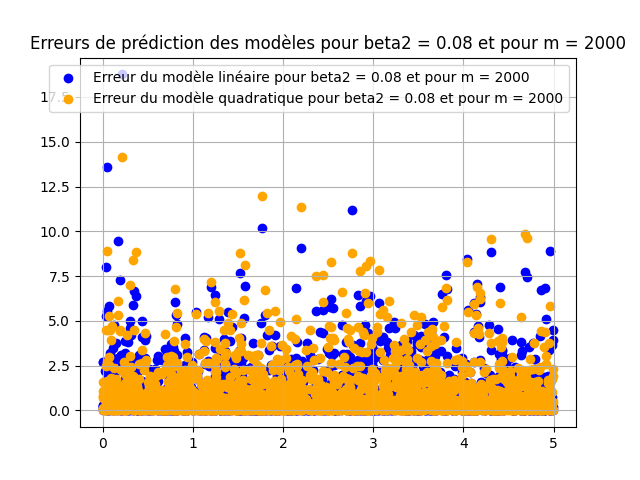 Erreurs de prédiction des modèles pour beta2 = 0.08 et pour m = 2000
Erreur du modèle linéaire pour beta2 = 0.08 et pour m = 2000
Erreur du modèle quadratique pour beta2 = 0.08 et pour m = 2000
17.5
15.0
12.5
10.0
7.5
5.0
2.5
0.0
0 1 2 3 4 5